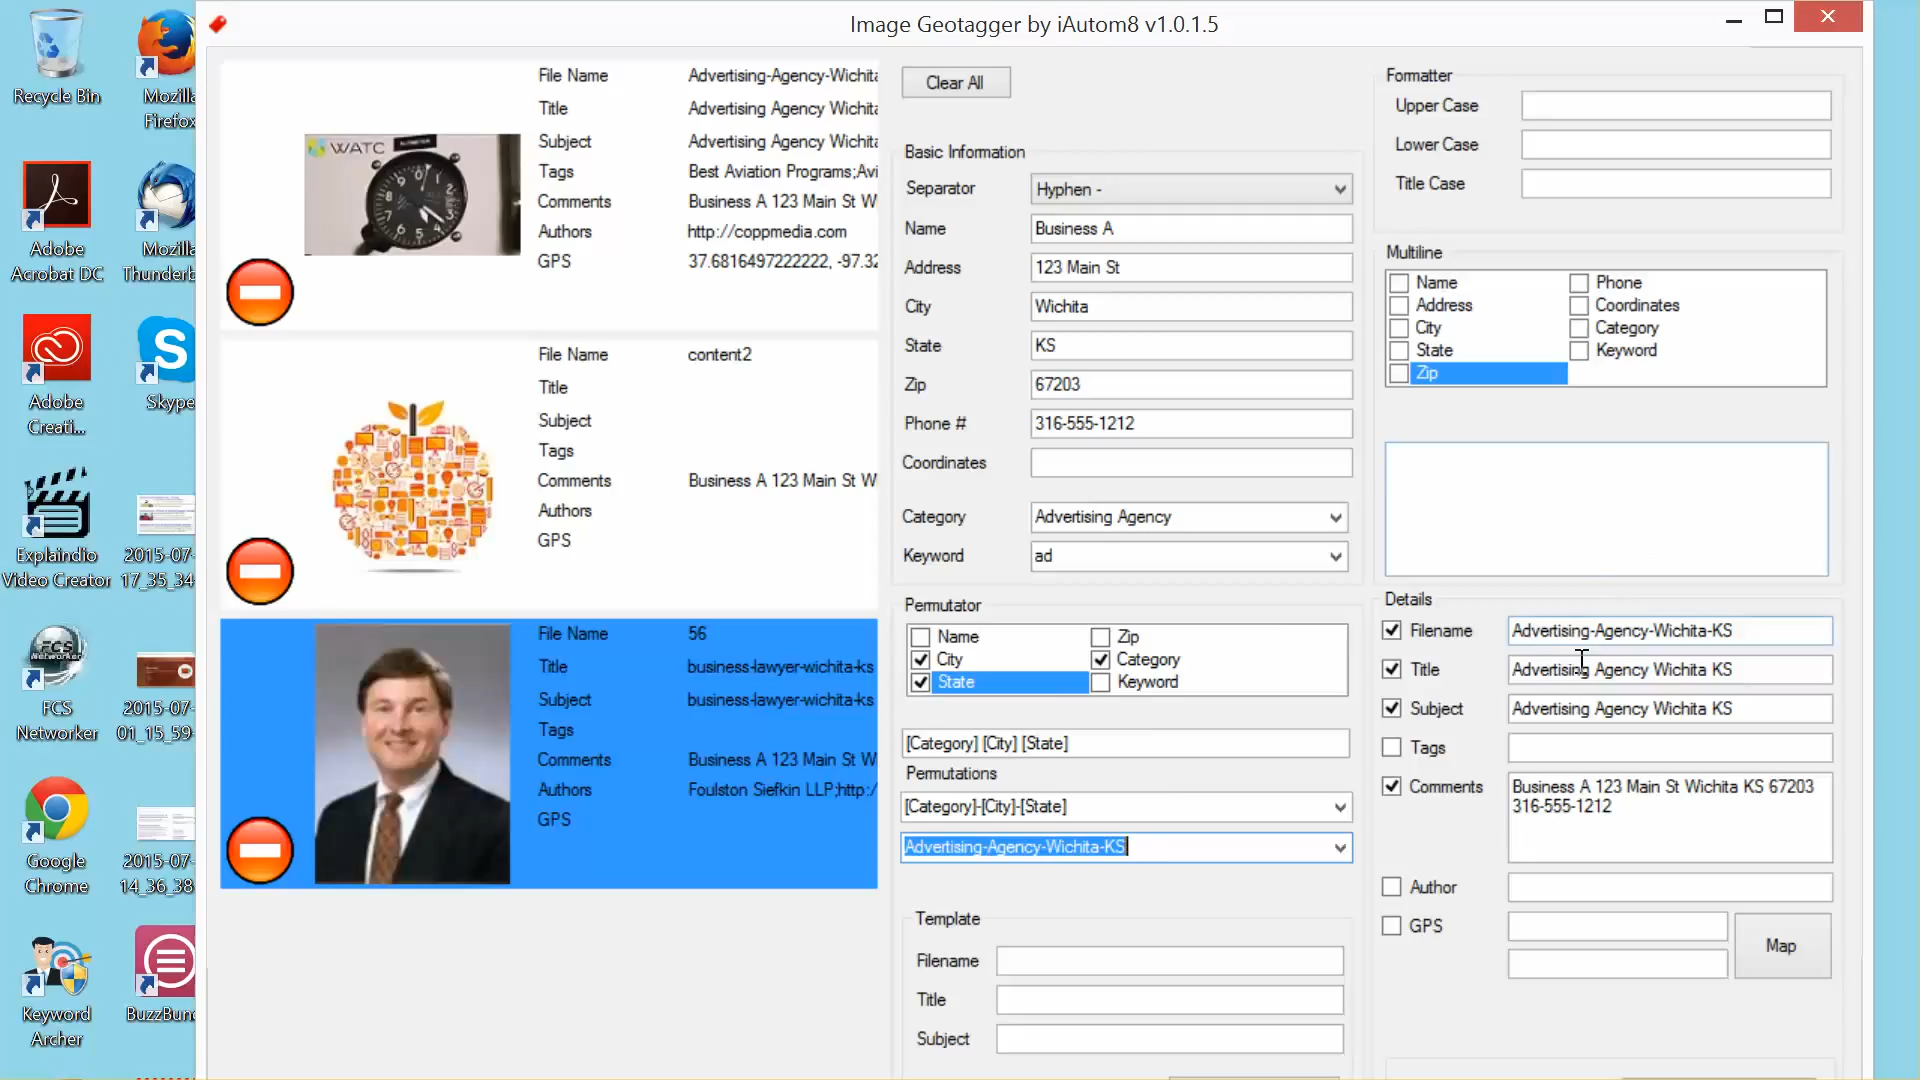 Image Geotagger by iAutom8 v1.0.1.5
Recycle Bin
Mozilla
Firefox
Adobe
Acrobat DC
Mozilla
Thunderb
Adobe
Creati...
Skype
Explaindio
Video Creator
2015-07-
17_35_34-
FCS
Networker
2015-07-
01_15_59-
Google
Chrome
2015-07-
14_36_38-
Keyword
Archer
BuzzBun
WATC
File Name Advertising-Agency-Wichita
Title Advertising Agency Wichita
Subject Advertising Agency Wichita
Tags Best Aviation Programs;Avi
Comments Business A 123 Main St W
Authors http://coppmedia.com
GPS 37.6816497222222, -97.32
File Name content2
Title
Subject
Tags
Comments Business A 123 Main St W
Authors
GPS
File Name 56
Title business-lawyer-wichita-ks
Subject business-lawyer-wichita-ks
Tags
Comments Business A 123 Main St W
Authors Foulston Siefkin LLP;http:/
GPS
Clear All
Basic Information
Separator Hyphen -
Name Business A
Address 123 Main St
City Wichita
State KS
Zip 67203
Phone # 316-555-1212
Coordinates
Category Advertising Agency
Keyword ad
Permutator
Name Zip
City Category
State Keyword
[Category] [City] [State]
Permutations
[Category]-[City]-[State]
Advertising-Agency-Wichita-KS
Template
Filename
Title
Subject
Formatter
Upper Case
Lower Case
Title Case
Multiline
Name Phone
Address Coordinates
City Category
State Keyword
Zip
Details
Filename Advertising-Agency-Wichita-KS
Title Advertising Agency Wichita KS
Subject Advertising Agency Wichita KS
Tags
Comments Business A 123 Main St Wichita KS 67203
316-555-1212
Author
GPS
Map